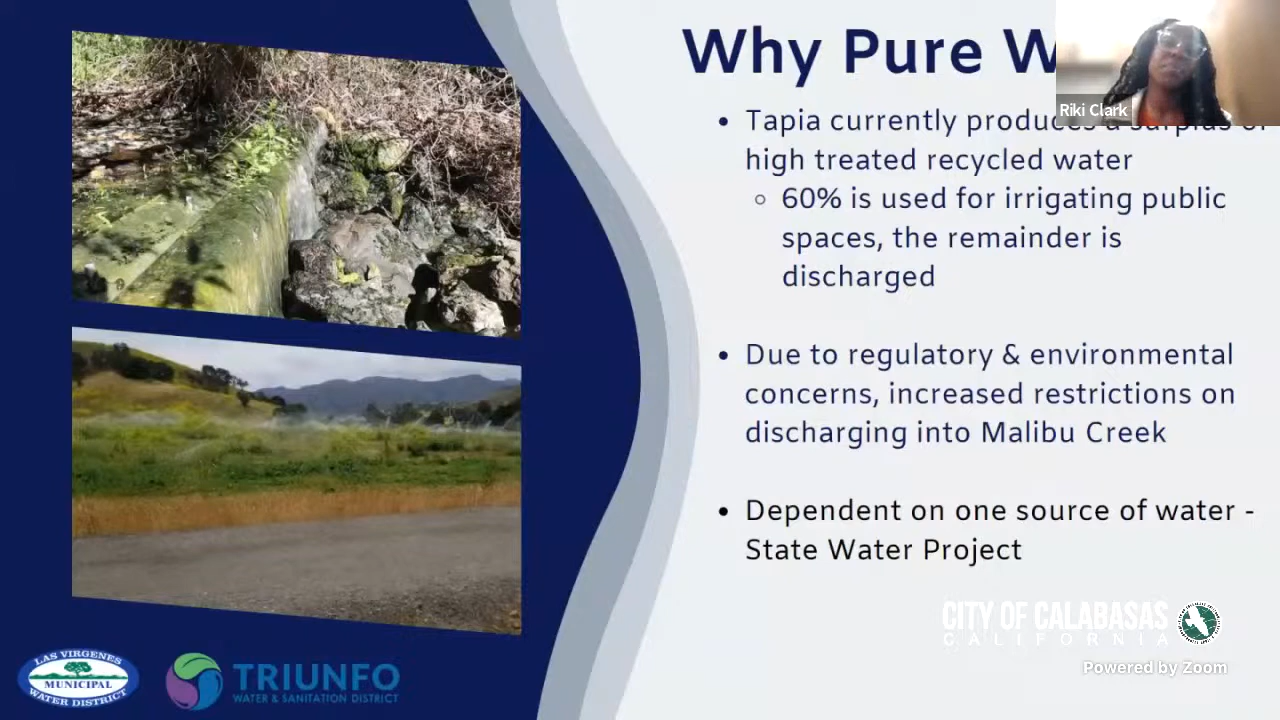 Why Pure W
Riki Clark
• Tapia currently produces a surplus of
high treated recycled water
○ 60% is used for irrigating public
spaces, the remainder is
discharged
• Due to regulatory & environmental
concerns, increased restrictions on
discharging into Malibu Creek
• Dependent on one source of water -
State Water Project
CITY OF CALABASAS
CALIFORNIA
Powered by Zoom
LAS VIRGENES
MUNICIPAL
WATER DISTRICT
TRIUNFO
WATER & SANITATION DISTRICT